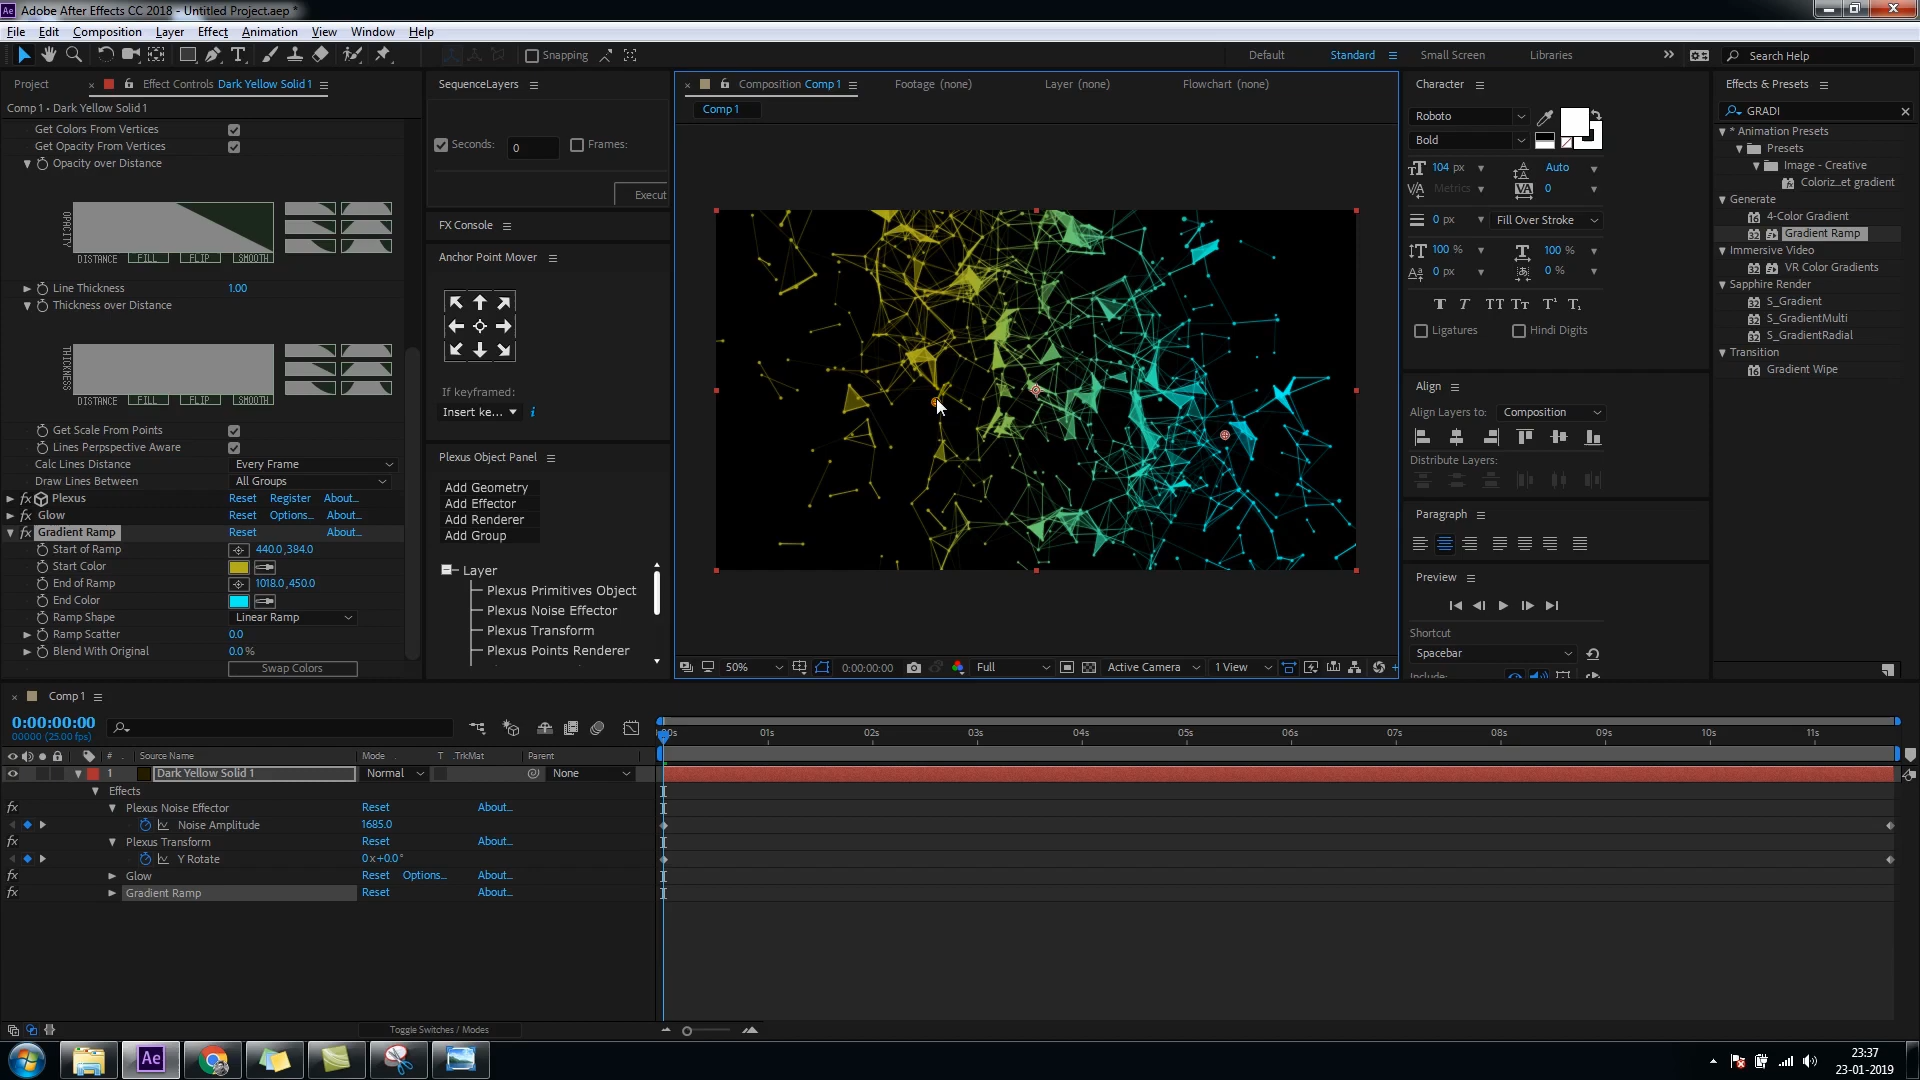 Adobe After Effects CC 2018 - Untitled Project.aep *
File Edit Composition Layer Effect Animation View Window Help
Snapping
Default Standard Small Screen Libraries Search Help
Project Effect Controls Dark Yellow Solid 1
Comp 1 • Dark Yellow Solid 1
Get Colors From Vertices
Get Opacity From Vertices
Opacity over Distance
OPACITY
DISTANCE FILL FLIP SMOOTH
Line Thickness 1.00
Thickness over Distance
THICKNESS
DISTANCE FILL FLIP SMOOTH
Get Scale From Points
Lines Perpspective Aware
Calc Lines Distance Every Frame
Draw Lines Between All Groups
fx Plexus Reset Register About...
fx Glow Reset Options... About...
fx Gradient Ramp Reset About...
Start of Ramp 440.0,384.0
Start Color
End of Ramp 1018.0,450.0
End Color
Ramp Shape Linear Ramp
Ramp Scatter 0.0
Blend With Original 0.0 %
Swap Colors
SequenceLayers
Seconds: 0 Frames:
Execut
FX Console
Anchor Point Mover
If keyframed:
Insert ke...
Plexus Object Panel
Add Geometry
Add Effector
Add Renderer
Add Group
Layer
Plexus Primitives Object
Plexus Noise Effector
Plexus Transform
Plexus Points Renderer
Composition Comp 1 Footage (none) Layer (none) Flowchart (none)
Comp 1
50% 0:00:00:00 Full Active Camera 1 View
Character
Roboto
Bold
104 px Auto
Metrics 0
0 px Fill Over Stroke
100 % 100 %
0 px 0 %
Ligatures Hindi Digits
Align
Align Layers to: Composition
Distribute Layers:
Paragraph
Preview
Shortcut
Spacebar
Include:
Effects & Presets
GRADI
* Animation Presets
Presets
Image - Creative
Coloriz...et gradient
Generate
4-Color Gradient
Gradient Ramp
Immersive Video
VR Color Gradients
Sapphire Render
S_Gradient
S_GradientMulti
S_GradientRadial
Transition
Gradient Wipe
Comp 1
0:00:00:00
00000 (25.00 fps)
# Source Name Mode T .TrkMat Parent
1 Dark Yellow Solid 1 Normal None
Effects
fx Plexus Noise Effector Reset About...
Noise Amplitude 1685.0
fx Plexus Transform Reset About...
Y Rotate 0x+0.0°
fx Glow Reset Options... About...
fx Gradient Ramp Reset About...
01s 02s 03s 04s 05s 06s 07s 08s 09s 10s 11s
Toggle Switches / Modes
Ae
23:37
23-01-2019